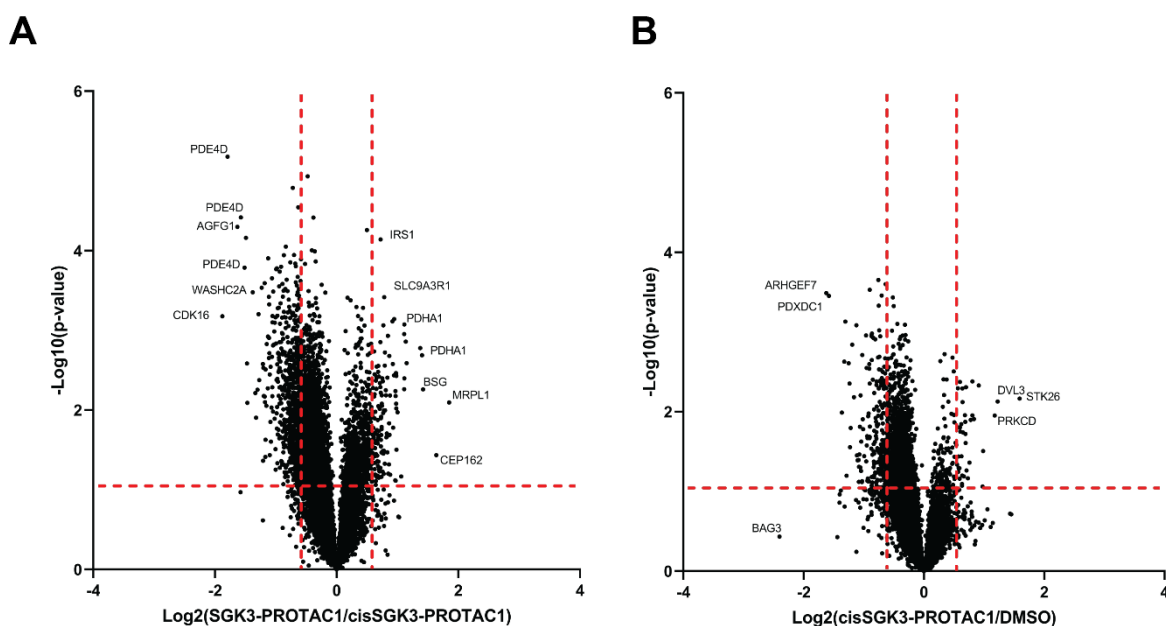 A
-Log10(p-value)
6
4
2
0
PDE4D
PDE4D
AGFG1
PDE4D
WASHC2A
CDK16
IRS1
SLC9A3R1
PDHA1
PDHA1
BSG
MRPL1
CEP162
-4
-2
0
2
4
Log2(SGK3-PROTAC1/cisSGK3-PROTAC1)
B
-Log10(p-value)
6
4
2
0
ARHGEF7
PDXDC1
DVL3
STK26
PRKCD
BAG3
-4
-2
0
2
4
Log2(cisSGK3-PROTAC1/DMSO)